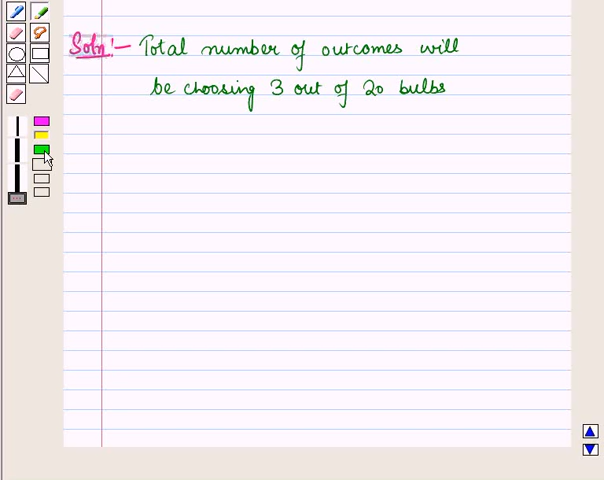 Soln:- Total number of outcomes will
be choosing 3 out of 20 bulbs